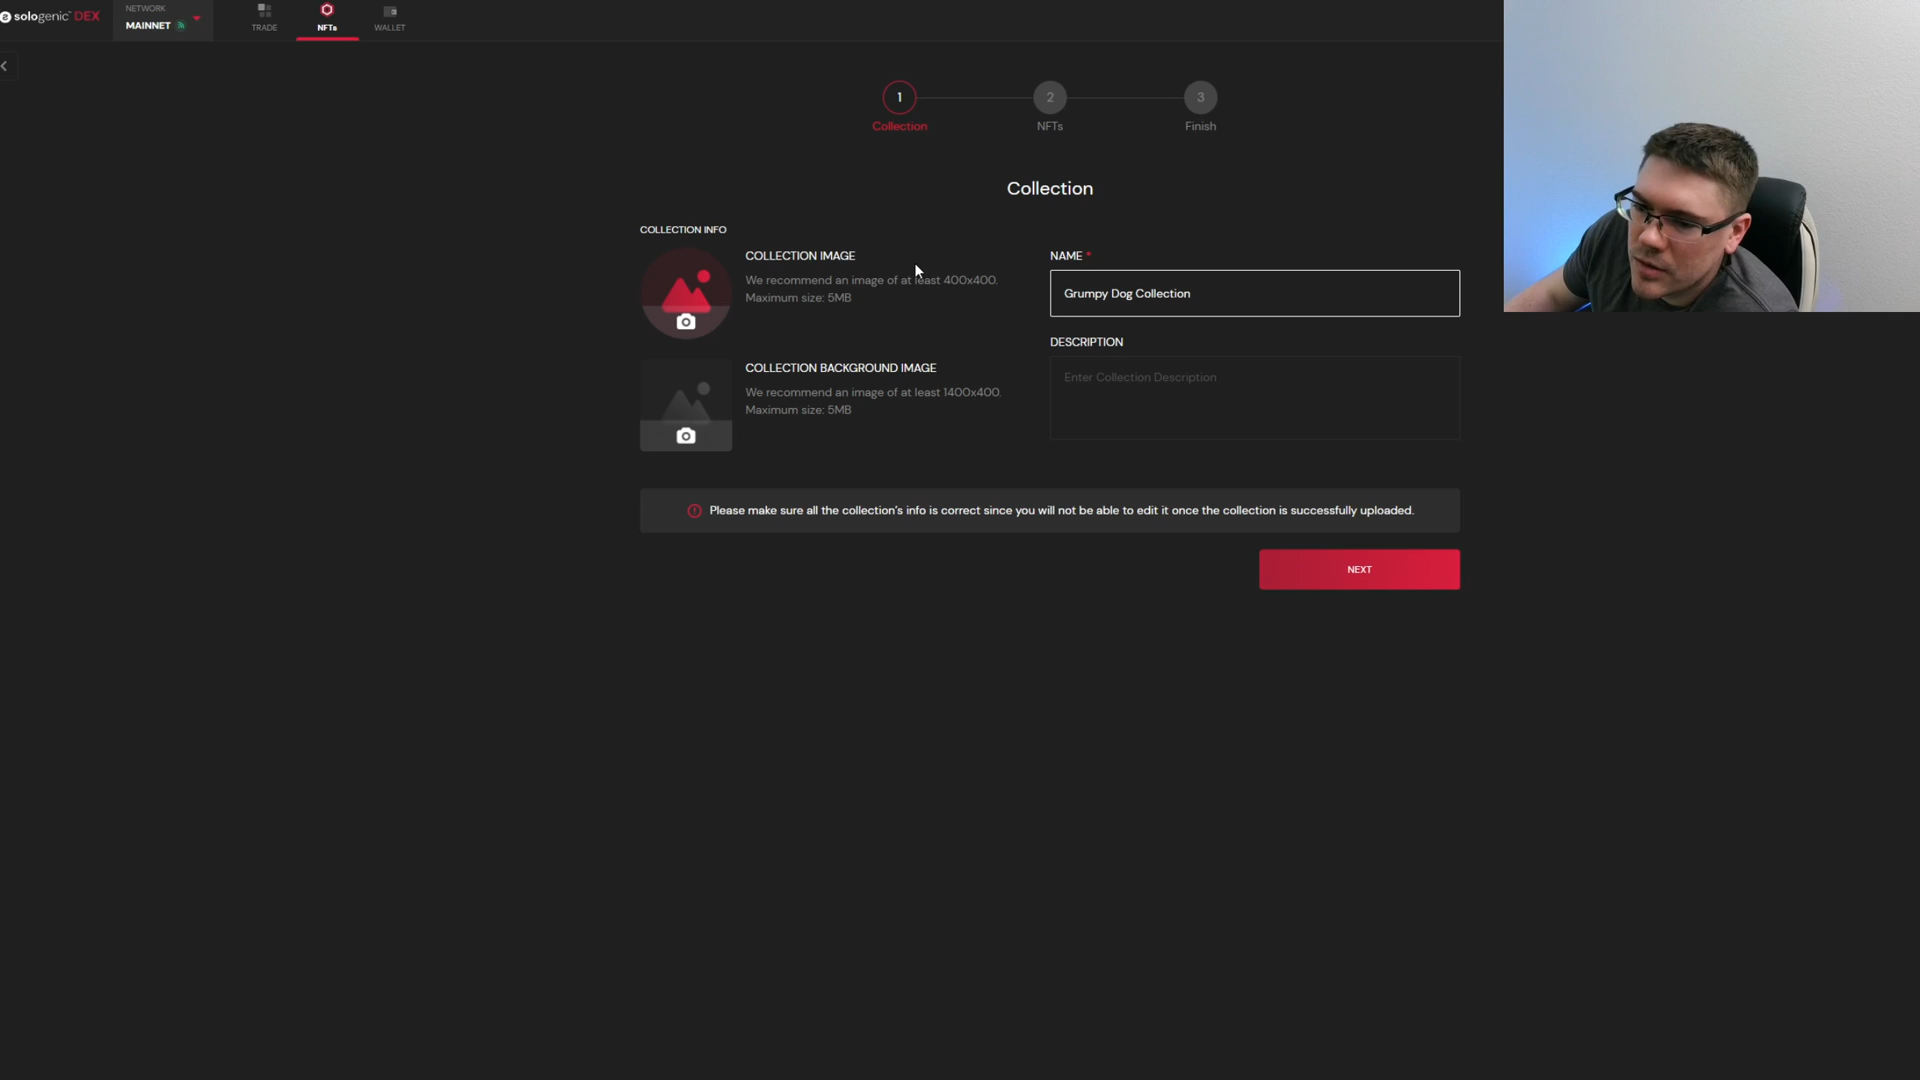 sologenic™ DEX
NETWORK
MAINNET
TRADE
NFTs
WALLET
1
2
3
Collection
NFTs
Finish
Collection
COLLECTION INFO
COLLECTION IMAGE
We recommend an image of at least 400x400.
Maximum size: 5MB
COLLECTION BACKGROUND IMAGE
We recommend an image of at least 1400x400.
Maximum size: 5MB
NAME *
Grumpy Dog Collection
DESCRIPTION
Enter Collection Description
Please make sure all the collection's info is correct since you will not be able to edit it once the collection is successfully uploaded.
NEXT